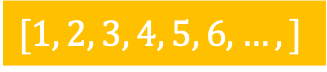 [1, 2, 3, 4, 5, 6, ... , ]